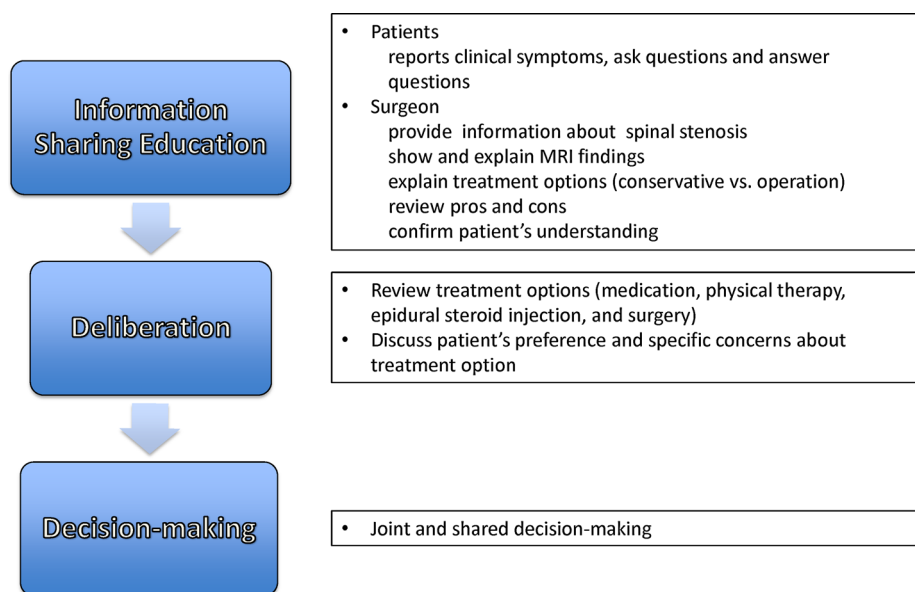 Information
Sharing Education
• Patients
reports clinical symptoms, ask questions and answer
questions
• Surgeon
provide information about spinal stenosis
show and explain MRI findings
explain treatment options (conservative vs. operation)
review pros and cons
confirm patient’s understanding
Deliberation
• Review treatment options (medication, physical therapy,
epidural steroid injection, and surgery)
• Discuss patient’s preference and specific concerns about
treatment option
Decision-making
• Joint and shared decision-making